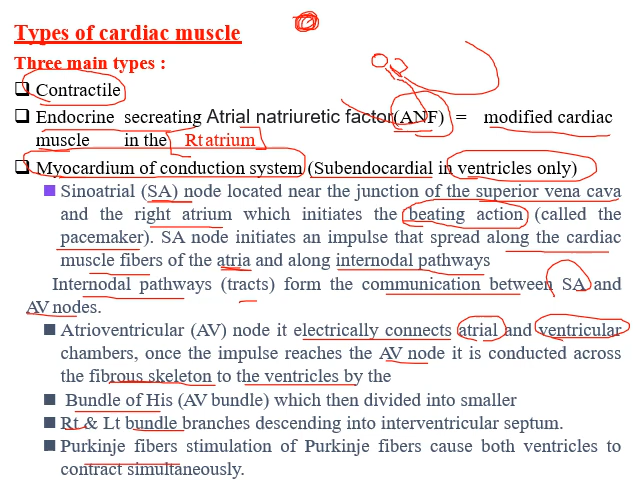 Types of cardiac muscle
Three main types :
❑ Contractile
❑ Endocrine secreating Atrial natriuretic factor(ANF) = modified cardiac
muscle in the Rt atrium
❑ Myocardium of conduction system (Subendocardial in ventricles only)
■ Sinoatrial (SA) node located near the junction of the superior vena cava
and the right atrium which initiates the beating action (called the
pacemaker). SA node initiates an impulse that spread along the cardiac
muscle fibers of the atria and along internodal pathways
Internodal pathways (tracts) form the communication between SA and
AV nodes.
■ Atrioventricular (AV) node it electrically connects atrial and ventricular
chambers, once the impulse reaches the AV node it is conducted across
the fibrous skeleton to the ventricles by the
■ Bundle of His (AV bundle) which then divided into smaller
■ Rt & Lt bundle branches descending into interventricular septum.
■ Purkinje fibers stimulation of Purkinje fibers cause both ventricles to
contract simultaneously.